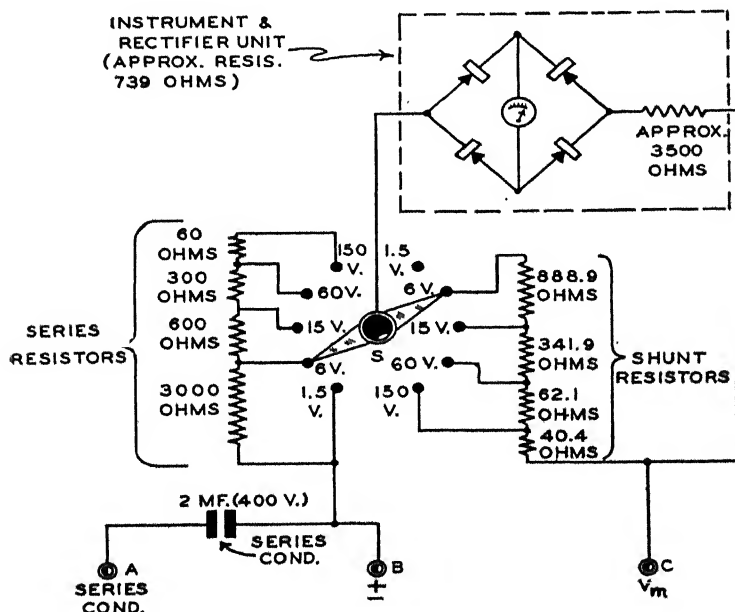 INSTRUMENT &
RECTIFIER UNIT
(APPROX. RESIS.
739 OHMS)
APPROX.
3500
OHMS
SERIES
RESISTORS
60
OHMS
300
OHMS
600
OHMS
3000
OHMS
150
V.
60V.
15 V.
6V.
1.5
V.
1.5
V.
6 V.
15 V.
60 V.
150
V.
S
888.9
OHMS
341.9
OHMS
62.1
OHMS
40.4
OHMS
SHUNT
RESISTORS
2 MF.(400 V.)
SERIES
COND.
A
SERIES
COND.
B
±
C
Vm